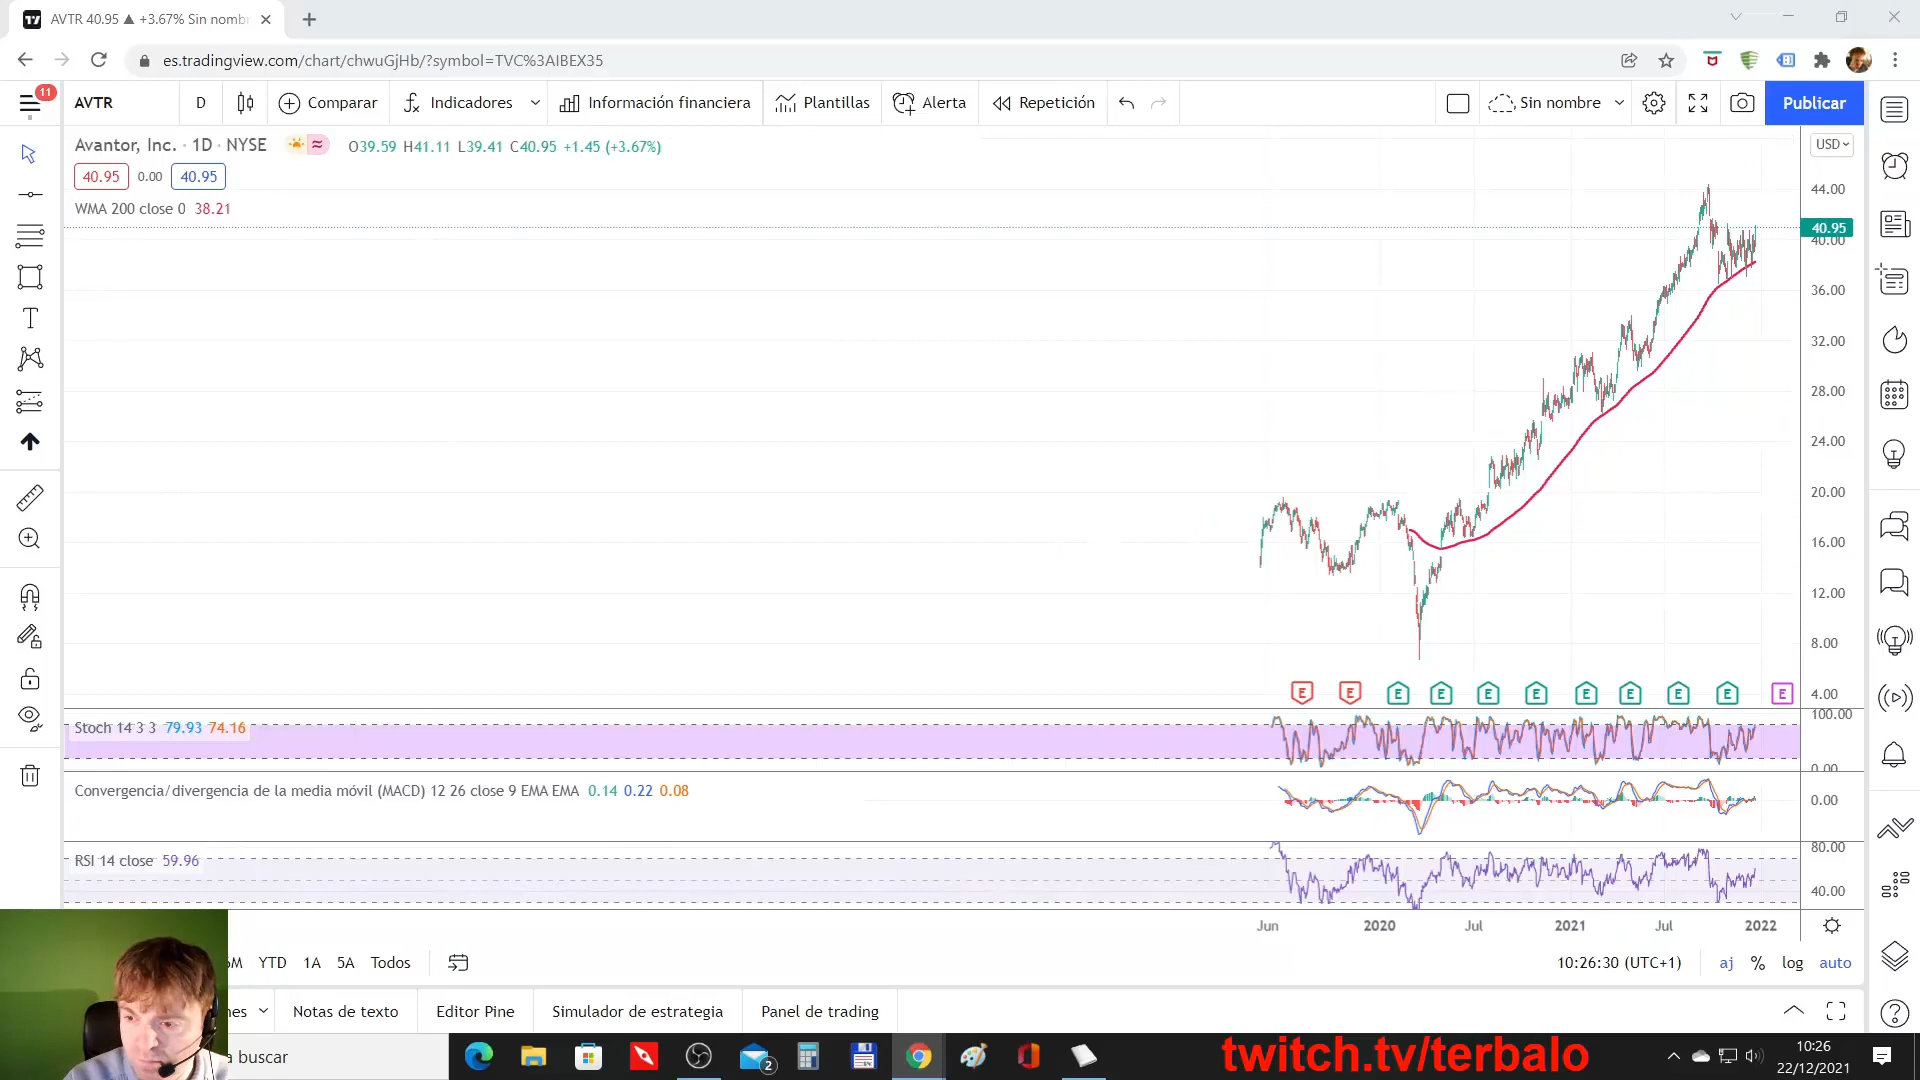 AVTR 40.95 ▲ +3.67% Sin nomb
es.tradingview.com/chart/chwuGjHb/?symbol=TVC%3AIBEX35
11
AVTR
D
Comparar
Indicadores
Información financiera
Plantillas
Alerta
Repetición
Sin nombre
Publicar
Avantor, Inc. · 1D · NYSE
≈
O39.59 H41.11 L39.41 C40.95 +1.45 (+3.67%)
USD
40.95
0.00
40.95
WMA 200 close 0 38.21
44.00
40.95
40.00
36.00
32.00
28.00
24.00
20.00
16.00
12.00
8.00
4.00
E E E E E E E E E E E
Stoch 14 3 3 79.93 74.16
100.00
0.00
Convergencia/divergencia de la media móvil (MACD) 12 26 close 9 EMA EMA 0.14 0.22 0.08
0.00
RSI 14 close 59.96
80.00
40.00
Jun 2020 Jul 2021 Jul 2022
YTD 1A 5A Todos
10:26:30 (UTC+1)
aj % log auto
nes
Notas de texto
Editor Pine
Simulador de estrategia
Panel de trading
a buscar
2
twitch.tv/terbalo
10:26
22/12/2021